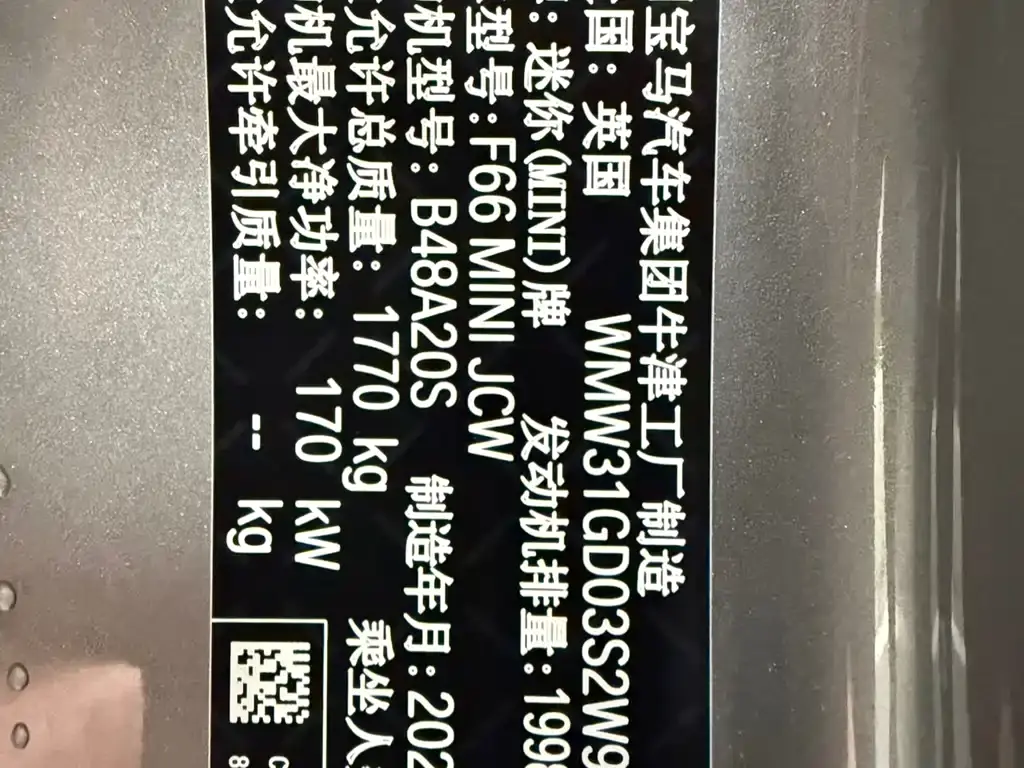 宝马汽车集团牛津工厂制造
国：英国 WMW31GD03S2W9
：迷你(MINI)牌 发动机排量：1998
型号：F66 MINI JCW
机型号：B48A20S 制造年月：202
允许总质量：1770 kg 乘坐人
机最大净功率：170 kW
允许牵引质量：-- kg
C
8